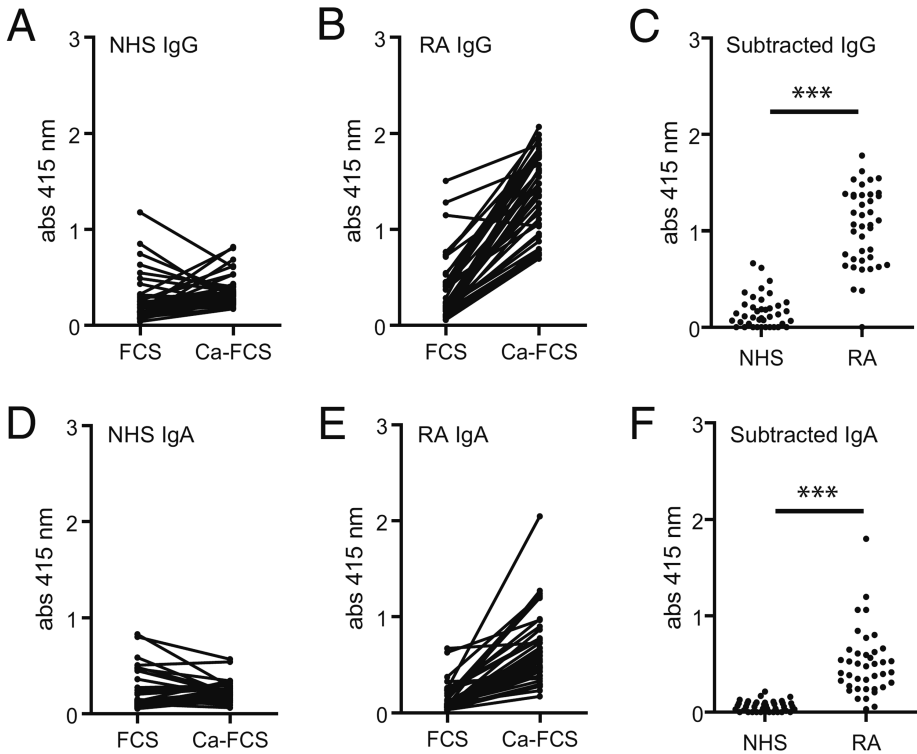 A
NHS IgG
abs 415 nm
3
2
1
0
FCS
Ca-FCS
B
RA IgG
abs 415 nm
3
2
1
0
FCS
Ca-FCS
C
Subtracted IgG
***
abs 415 nm
3
2
1
0
NHS
RA
D
NHS IgA
abs 415 nm
3
2
1
0
FCS
Ca-FCS
E
RA IgA
abs 415 nm
3
2
1
0
FCS
Ca-FCS
F
Subtracted IgA
***
abs 415 nm
3
2
1
0
NHS
RA